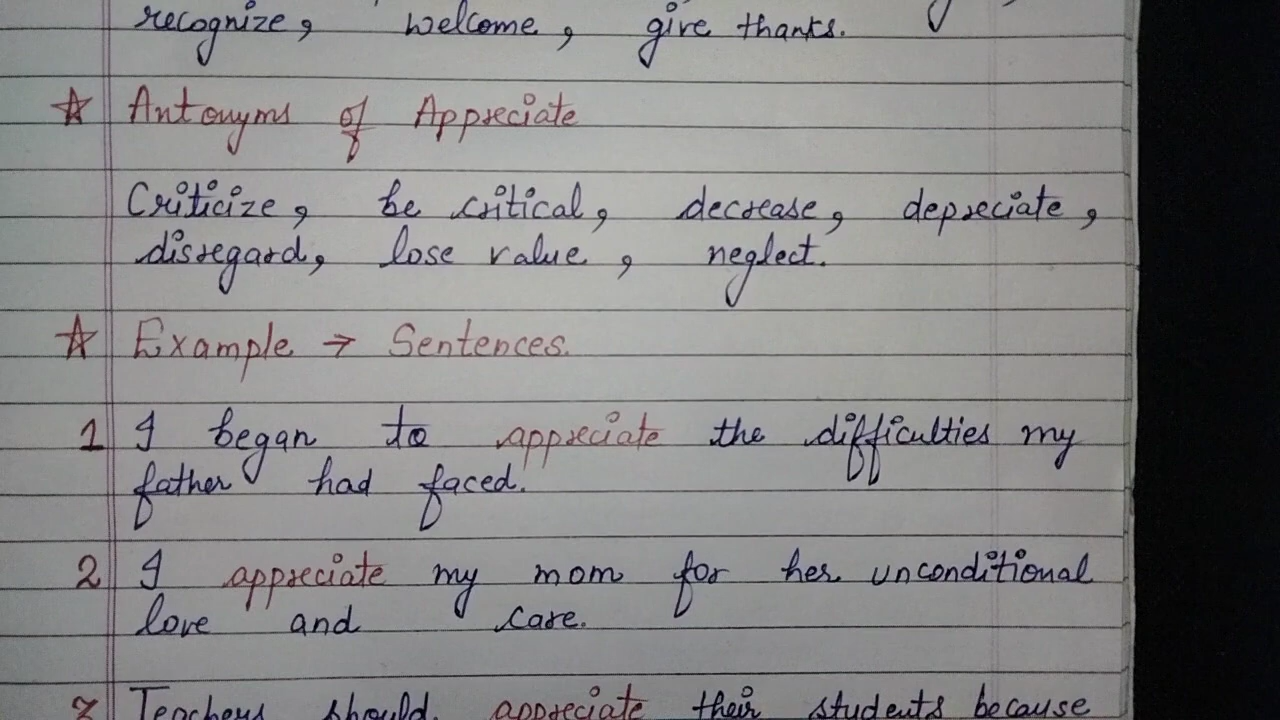 recognize, welcome, give thanks.
☆ Antonyms of Appreciate
Criticize, be critical, decrease, depreciate,
disregard, lose value, neglect.
☆ Example → Sentences.
1 I began to appreciate the difficulties my
father had faced.
2 I appreciate my mom for her unconditional
love and care.
3 Teachers should appreciate their students because